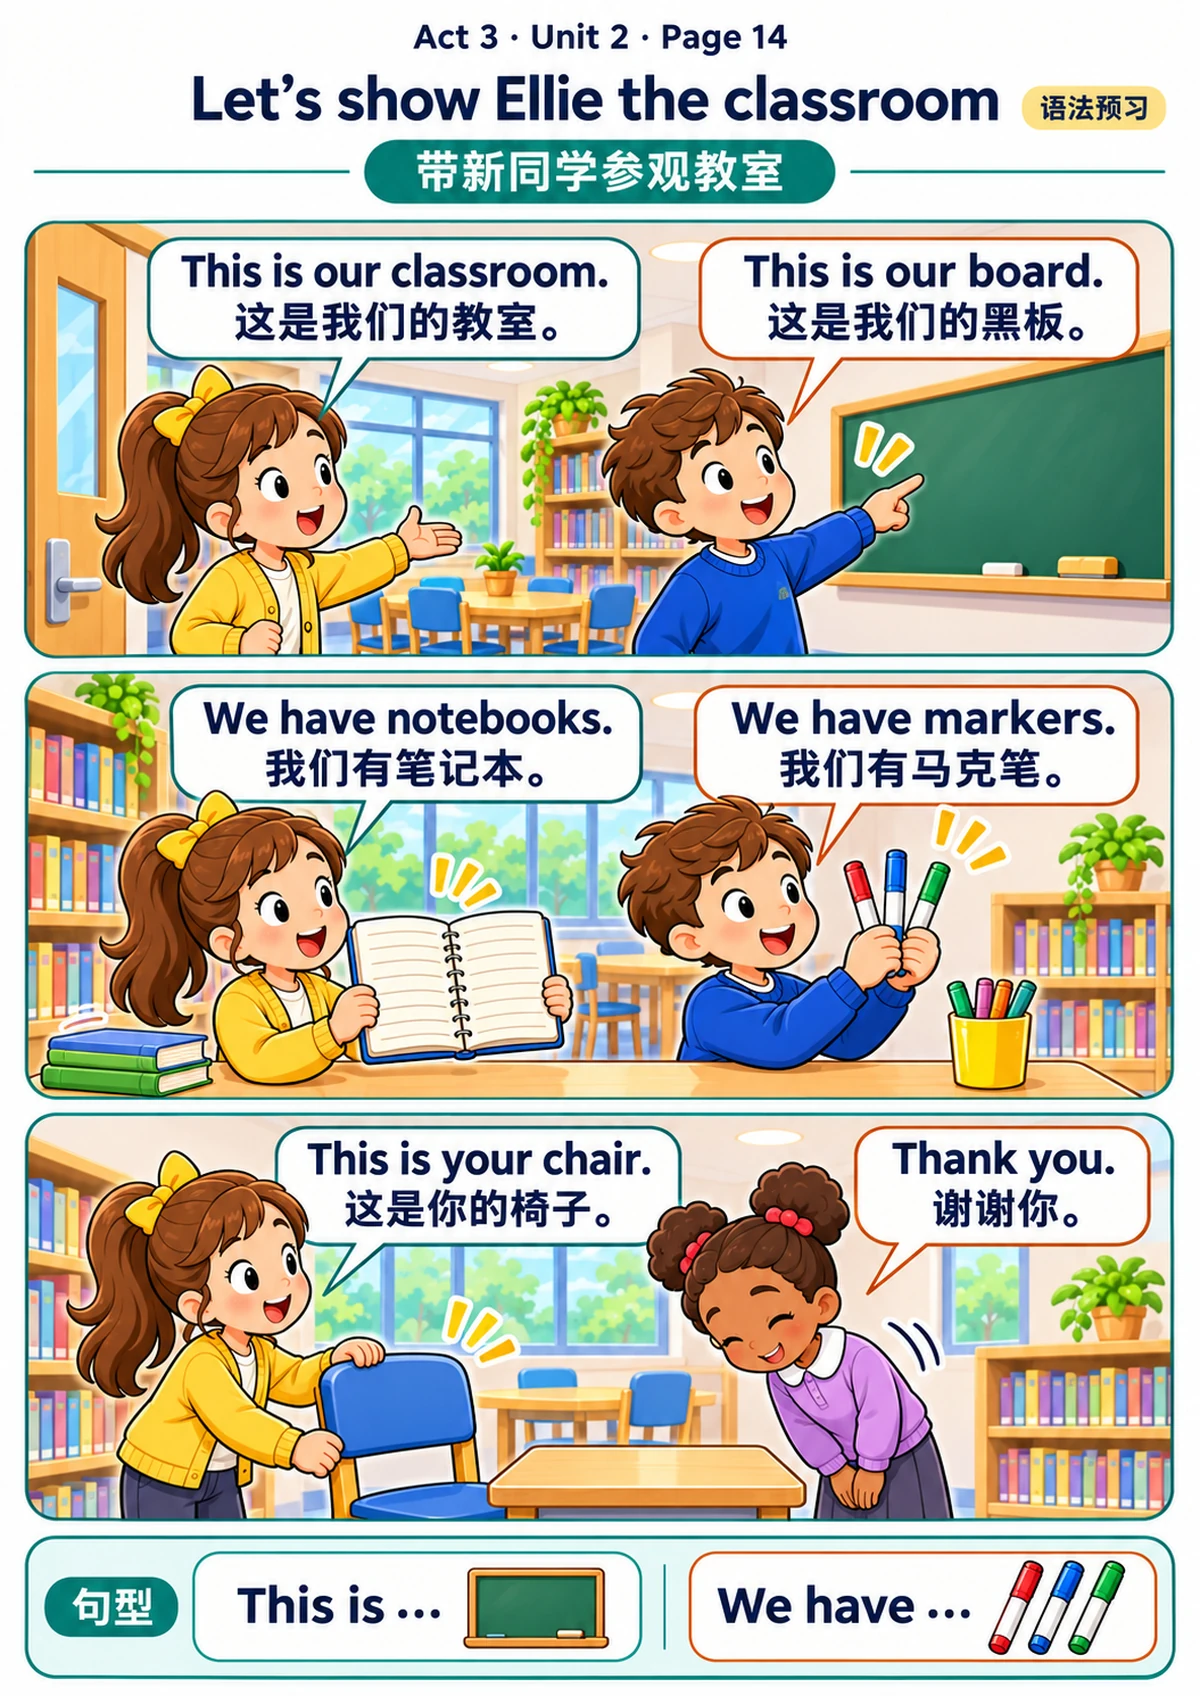 Act 3 · Unit 2 · Page 14
Let's show Ellie the classroom
语法预习
带新同学参观教室
This is our classroom.
这是我们的教室。
This is our board.
这是我们的黑板。
We have notebooks.
我们有笔记本。
We have markers.
我们有马克笔。
This is your chair.
这是你的椅子。
Thank you.
谢谢你。
句型
This is ...
We have ...